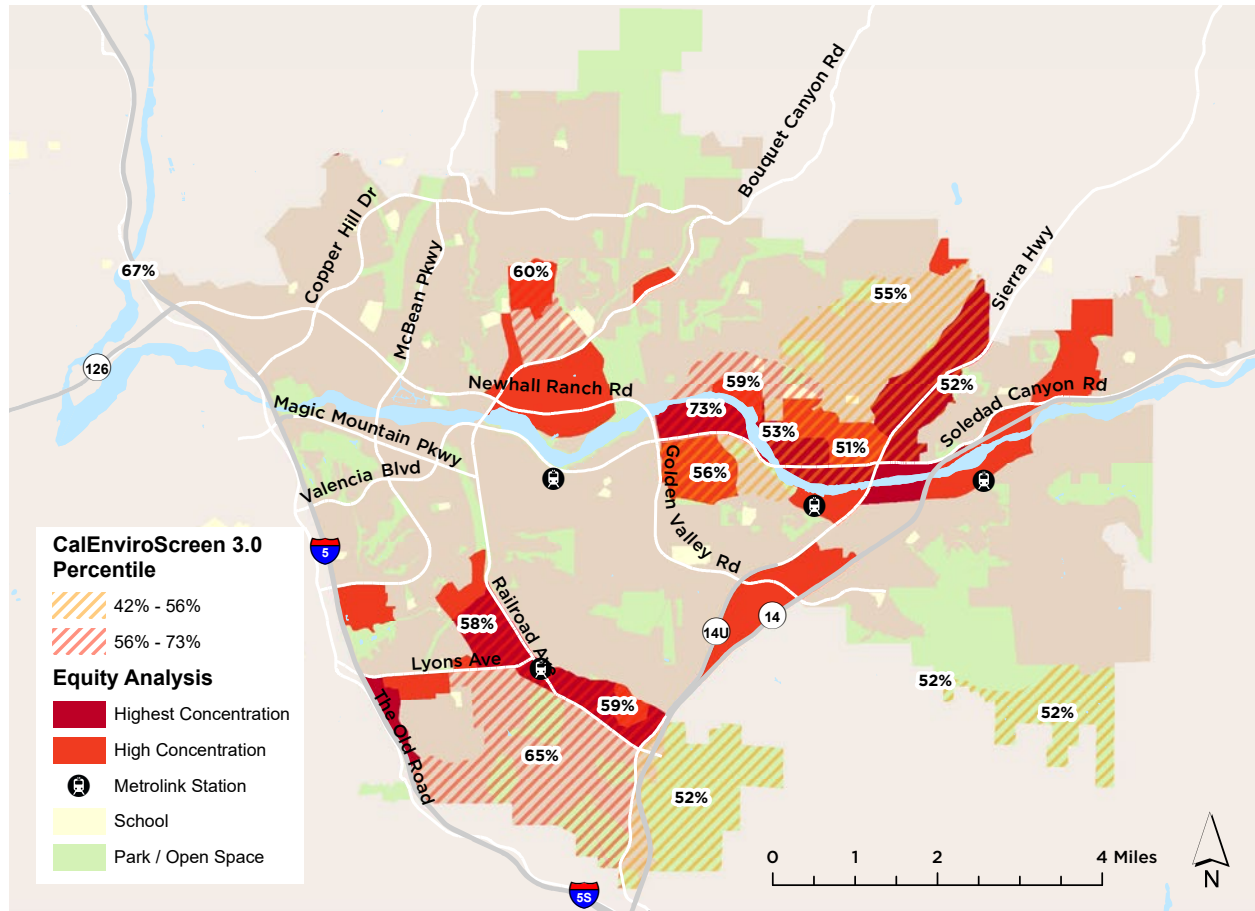 Bouquet Canyon Rd
Copper Hill Dr
McBean Pkwy
Sierra Hwy
67%
60%
55%
126
Newhall Ranch Rd
59%
52%
Soledad Canyon Rd
Magic Mountain Pkwy
73%
53%
51%
Valencia Blvd
56%
Golden Valley Rd
5
CalEnviroScreen 3.0
Percentile
42% - 56%
56% - 73%
Equity Analysis
Highest Concentration
High Concentration
Metrolink Station
School
Park / Open Space
Railroad Av
58%
14U
14
Lyons Ave
The Old Road
59%
52%
52%
65%
52%
0 1 2 4 Miles
N
5S